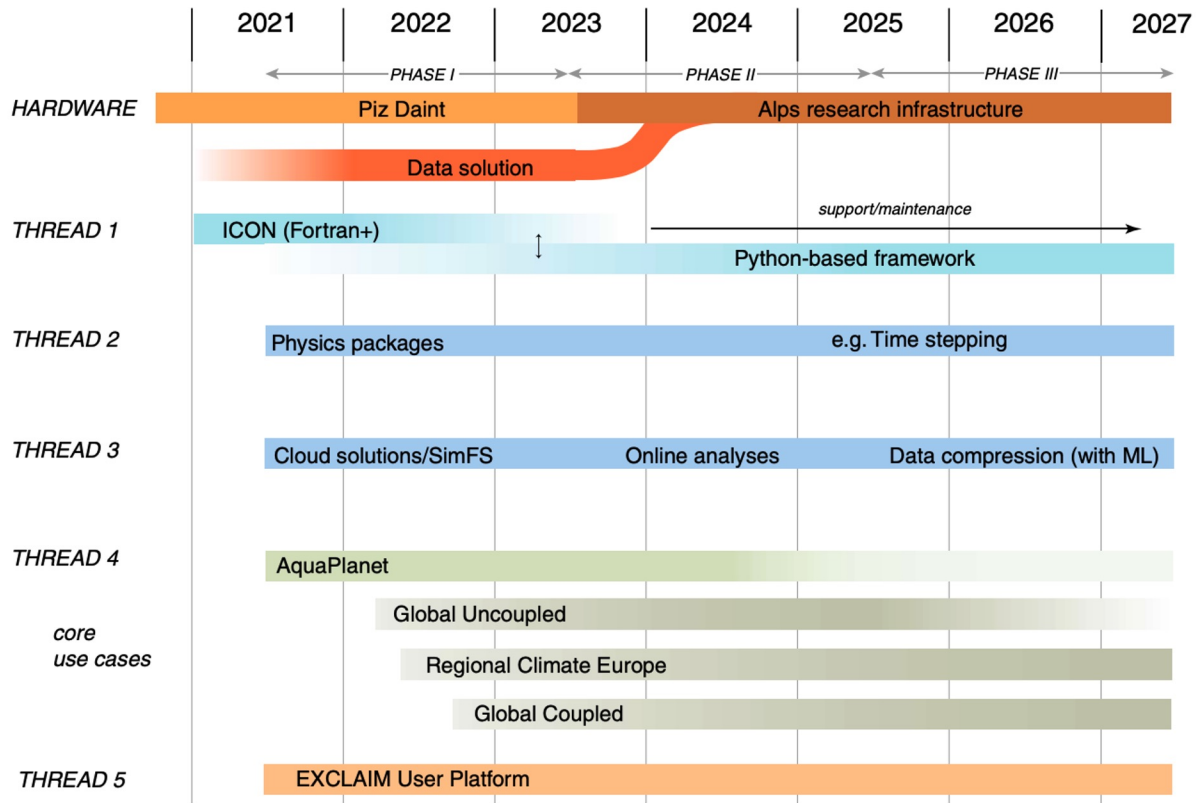 2021 2022 2023 2024 2025 2026 2027
PHASE I PHASE II PHASE III
HARDWARE Piz Daint Alps research infrastructure
Data solution
support/maintenance
THREAD 1 ICON (Fortran+)
Python-based framework
THREAD 2 Physics packages e.g. Time stepping
THREAD 3 Cloud solutions/SimFS Online analyses Data compression (with ML)
THREAD 4 AquaPlanet
Global Uncoupled
core
use cases
Regional Climate Europe
Global Coupled
THREAD 5 EXCLAIM User Platform